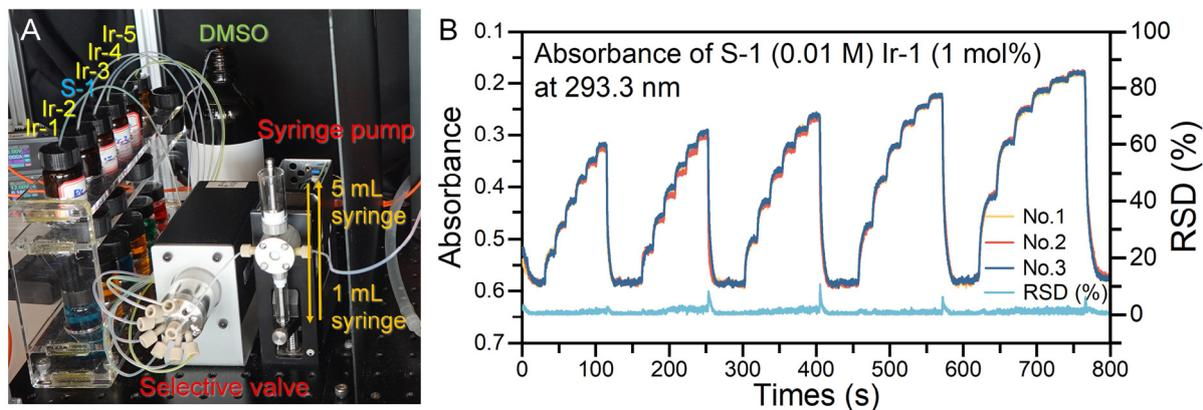 A
Ir-5
Ir-4
Ir-3
S-1
Ir-2
Ir-1
DMSO
Syringe pump
5 mL
syringe
1 mL
syringe
Selective valve
B
Absorbance of S-1 (0.01 M) Ir-1 (1 mol%)
at 293.3 nm
Absorbance
0.1
0.2
0.3
0.4
0.5
0.6
0.7
RSD (%)
100
80
60
40
20
0
No.1
No.2
No.3
RSD (%)
0 100 200 300 400 500 600 700 800
Times (s)